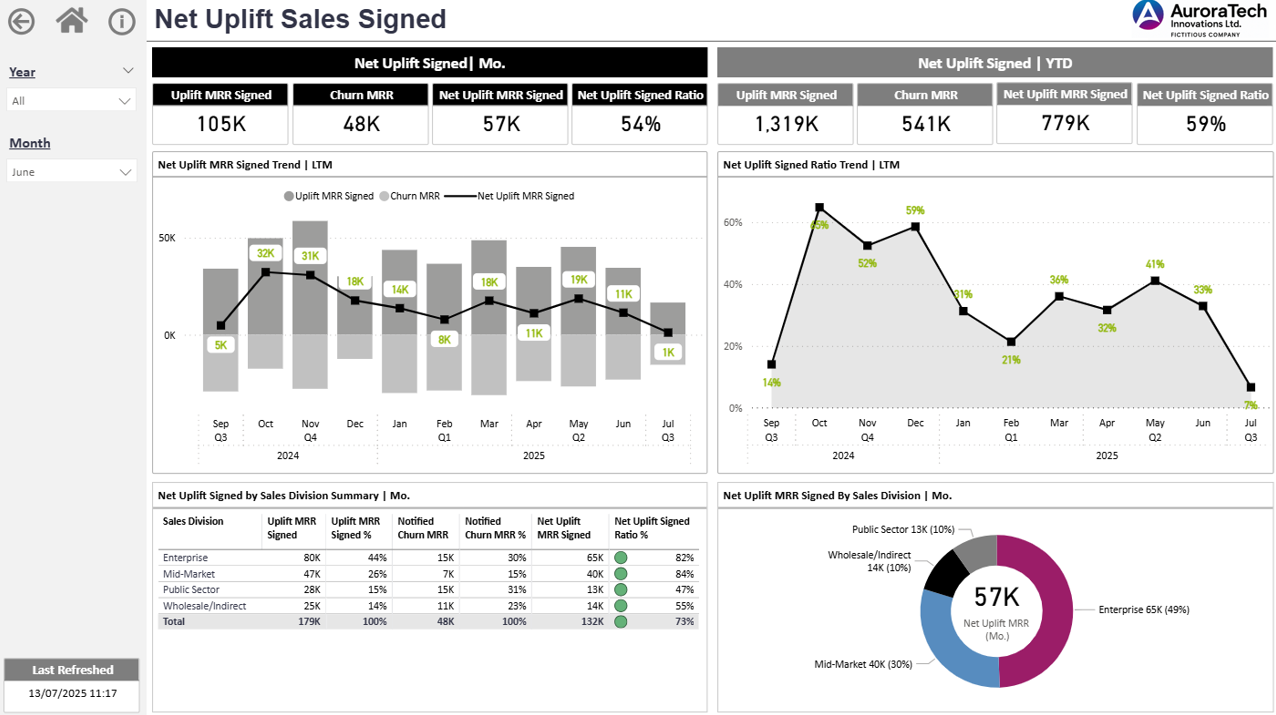 Net Uplift Sales Signed
AuroraTech
Innovations Ltd.
FICTITIOUS COMPANY
Year
All
Month
June
Net Uplift Signed| Mo.
Uplift MRR Signed
Churn MRR
Net Uplift MRR Signed
Net Uplift Signed Ratio
105K
48K
57K
54%
Net Uplift Signed | YTD
Uplift MRR Signed
Churn MRR
Net Uplift MRR Signed
Net Uplift Signed Ratio
1,319K
541K
779K
59%
Net Uplift MRR Signed Trend | LTM
Uplift MRR Signed Churn MRR Net Uplift MRR Signed
50K
0K
5K
32K
31K
18K
14K
8K
18K
11K
19K
11K
1K
Sep Oct Nov Dec Jan Feb Mar Apr May Jun Jul
Q3 Q4 Q1 Q2 Q3
2024 2025
Net Uplift Signed Ratio Trend | LTM
60%
40%
20%
0%
14%
65%
52%
59%
31%
21%
36%
32%
41%
33%
7%
Sep Oct Nov Dec Jan Feb Mar Apr May Jun Jul
Q3 Q4 Q1 Q2 Q3
2024 2025
Net Uplift Signed by Sales Division Summary | Mo.
Sales Division Uplift MRR Signed Uplift MRR Signed % Notified Churn MRR Notified Churn MRR % Net Uplift MRR Signed Net Uplift Signed Ratio %
Enterprise 80K 44% 15K 30% 65K 82%
Mid-Market 47K 26% 7K 15% 40K 84%
Public Sector 28K 15% 15K 31% 13K 47%
Wholesale/Indirect 25K 14% 11K 23% 14K 55%
Total 179K 100% 48K 100% 132K 73%
Net Uplift MRR Signed By Sales Division | Mo.
Public Sector 13K (10%)
Wholesale/Indirect
14K (10%)
57K
Net Uplift MRR
(Mo.)
Enterprise 65K (49%)
Mid-Market 40K (30%)
Last Refreshed
13/07/2025 11:17